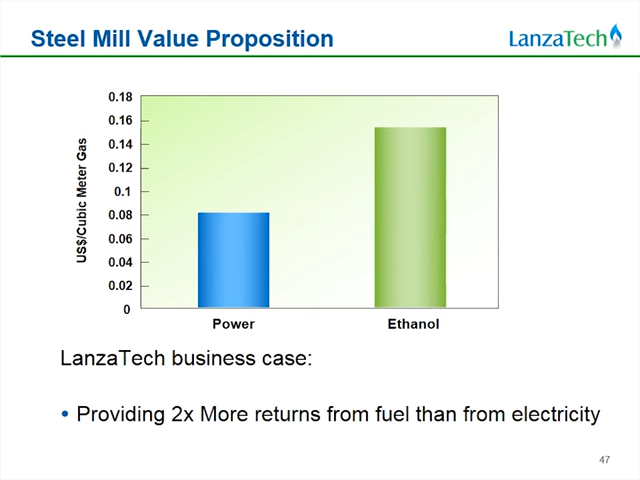 Steel Mill Value Proposition
LanzaTech
0.18
0.16
0.14
0.12
0.1
0.08
0.06
0.04
0.02
0
US$/Cubic Meter Gas
Power
Ethanol
LanzaTech business case:
• Providing 2x More returns from fuel than from electricity
47